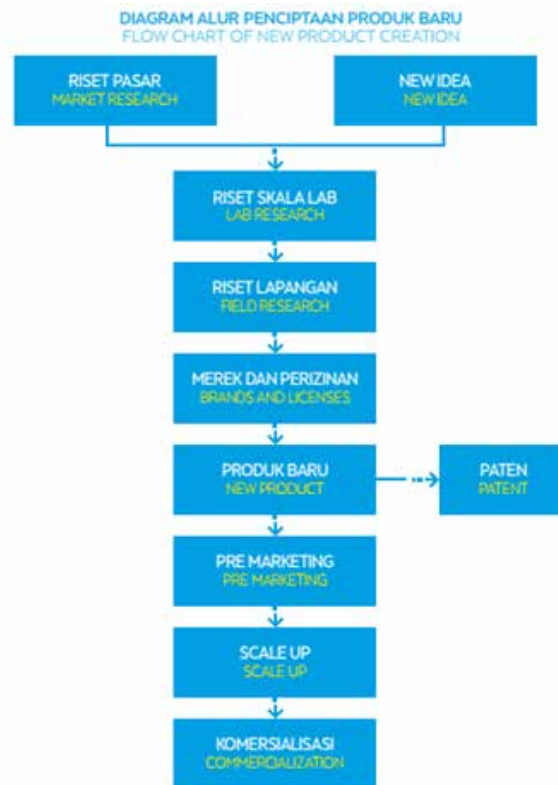 DIAGRAM ALUR PENCIPTAAN PRODUK BARU
FLOW CHART OF NEW PRODUCT CREATION
RISET PASAR
MARKET RESEARCH
NEW IDEA
NEW IDEA
RISET SKALA LAB
LAB RESEARCH
RISET LAPANGAN
FIELD RESEARCH
MEREK DAN PERIZINAN
BRANDS AND LICENSES
PRODUK BARU
NEW PRODUCT
PATEN
PATENT
PRE MARKETING
PRE MARKETING
SCALE UP
SCALE UP
KOMERSIALISASI
COMMERCIALIZATION